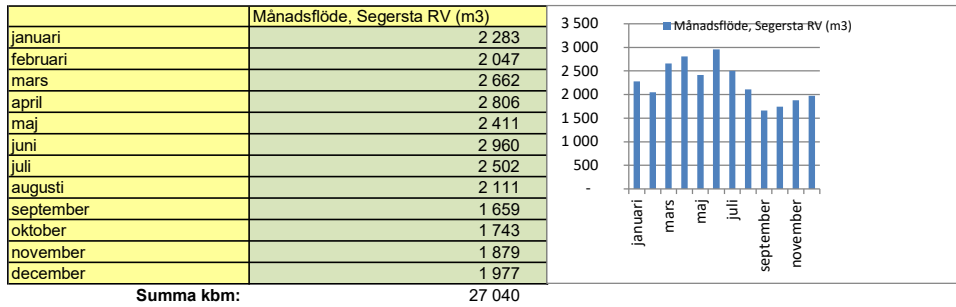 Månadsflöde, Segersta RV (m3)
januari 2 283
februari 2 047
mars 2 662
april 2 806
maj 2 411
juni 2 960
juli 2 502
augusti 2 111
september 1 659
oktober 1 743
november 1 879
december 1 977
Summa kbm: 27 040
Månadsflöde, Segersta RV (m3)
3 500
3 000
2 500
2 000
1 500
1 000
500
-
januari
mars
maj
juli
september
november